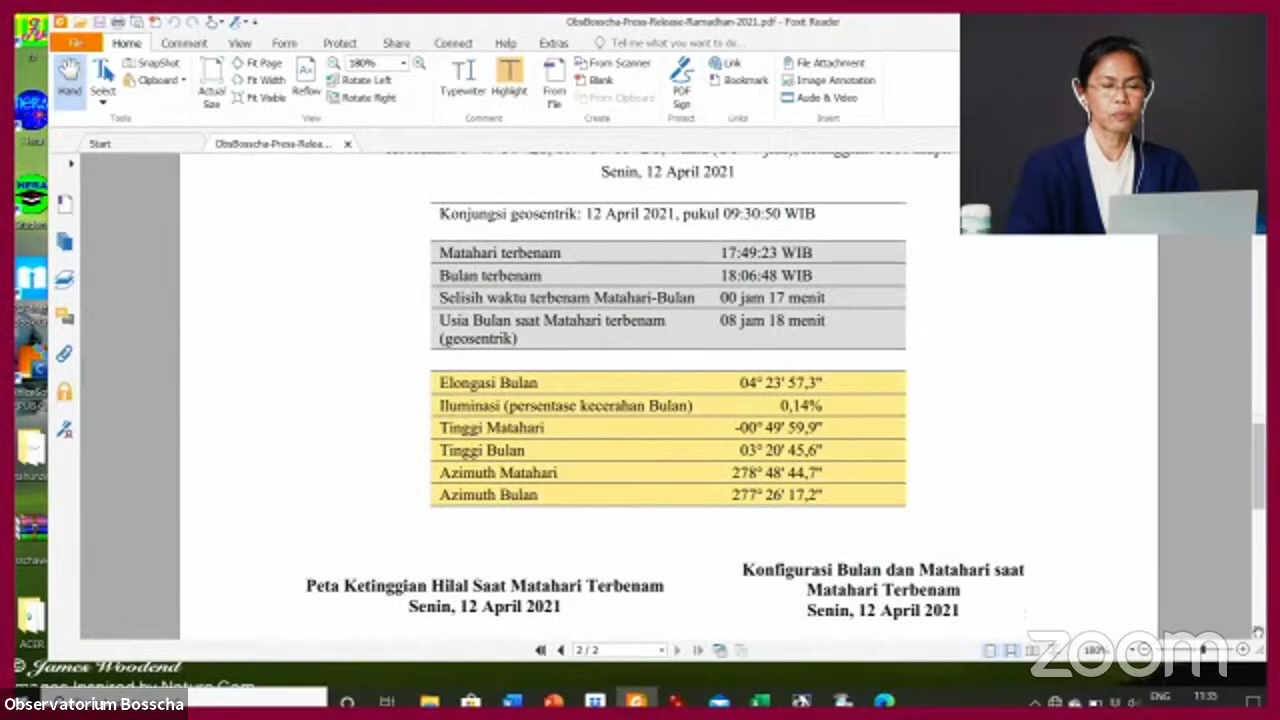 ObsBosscha-Press-Release-Ramadhan-2021.pdf - Foxit Reader
File Home Comment View Form Protect Share Connect Help Extras Tell me what you want to do...
SnapShot Fit Page 180% From Scanner Link File Attachment
Hand Select Clipboard Actual Size Fit Width Reflow Rotate Left Typewriter Highlight From File Blank PDF Sign Bookmark Image Annotation
Fit Visible Rotate Right From Clipboard Aude & Video
Tools View Comment Create Protect Links Insert
Start ObsBosscha-Press-Relea...
Senin, 12 April 2021
Konjungsi geosentrik: 12 April 2021, pukul 09:30:50 WIB
Matahari terbenam 17:49:23 WIB
Bulan terbenam 18:06:48 WIB
Selisih waktu terbenam Matahari-Bulan 00 jam 17 menit
Usia Bulan saat Matahari terbenam 08 jam 18 menit
(geosentrik)
Elongasi Bulan 04° 23' 57,3"
Iluminasi (persentase kecerahan Bulan) 0,14%
Tinggi Matahari -00° 49' 59,9"
Tinggi Bulan 03° 20' 45,6"
Azimuth Matahari 278° 48' 44,7"
Azimuth Bulan 277° 26' 17,2"
Peta Ketinggian Hilal Saat Matahari Terbenam
Senin, 12 April 2021
Konfigurasi Bulan dan Matahari saat
Matahari Terbenam
Senin, 12 April 2021
2 / 2
180%
zoom
ACER
© James Woodend
Observatorium Bosscha
ENG 11:35